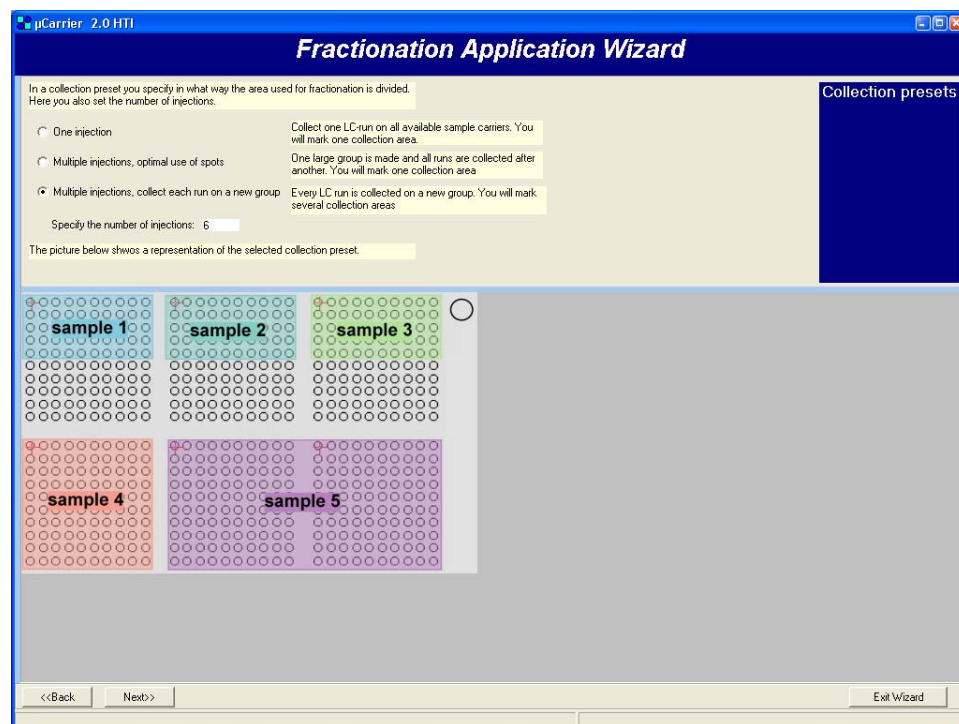 µCarrier 2.0 HTI
Fractionation Application Wizard
In a collection preset you specify in what way the area used for fractionation is divided.
Here you also set the number of injections.
Collection presets
One injection
Collect one LC-run on all available sample carriers. You
will mark one collection area.
Multiple injections, optimal use of spots
One large group is made and all runs are collected after
another. You will mark one collection area
Multiple injections, collect each run on a new group
Every LC run is collected on a new group. You will mark
several collection areas
Specify the number of injections: 6
The picture below shwos a representation of the selected collection preset.
sample 1
sample 2
sample 3
sample 4
sample 5
<<Back
Next>>
Exit Wizard